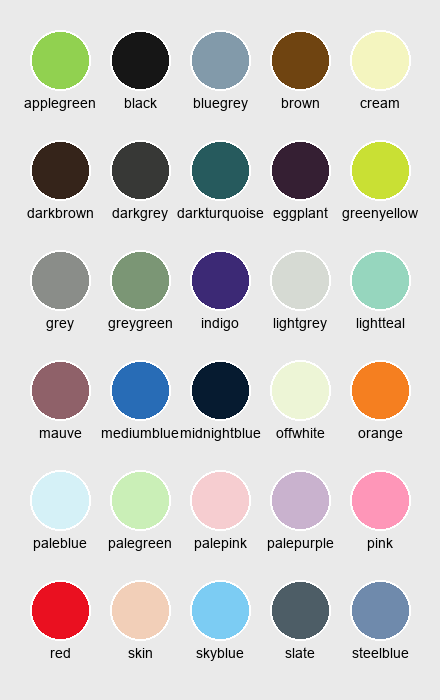 applegreen black bluegrey brown cream
darkbrown darkgrey darkturquoise eggplant greenyellow
grey greygreen indigo lightgrey lightteal
mauve mediumblue midnightblue offwhite orange
paleblue palegreen palepink palepurple pink
red skin skyblue slate steelblue